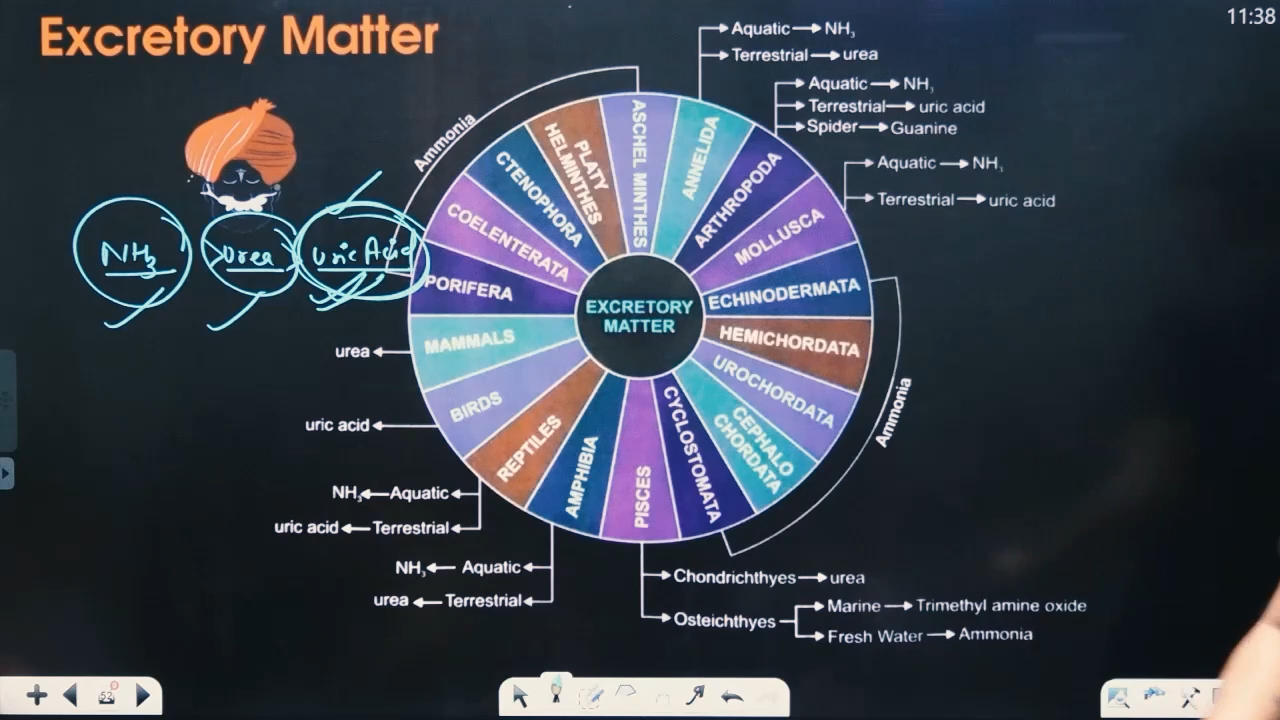 Excretory Matter
11:38
Aquatic → NH₃
Terrestrial → urea
Aquatic → NH₃
Terrestrial → uric acid
Spider → Guanine
Aquatic → NH₃
Terrestrial → uric acid
Ammonia
NH₃
Urea
Uric Acid
ASCHEL MINTHES
ANNELIDA
ARTHROPODA
MOLLUSCA
ECHINODERMATA
HEMICHORDATA
UROCHORDATA
CEPHALO
CHORDATA
CYCLOSTOMATA
PISCES
AMPHIBIA
REPTILES
BIRDS
MAMMALS
PORIFERA
COELENTERATA
CTENOPHORA
PLATY
HELMINTHES
EXCRETORY
MATTER
Ammonia
urea
uric acid
NH₃ ← Aquatic
uric acid ← Terrestrial
NH₃ ← Aquatic
urea ← Terrestrial
Chondrichthyes → urea
Osteichthyes
Marine → Trimethyl amine oxide
Fresh Water → Ammonia
52